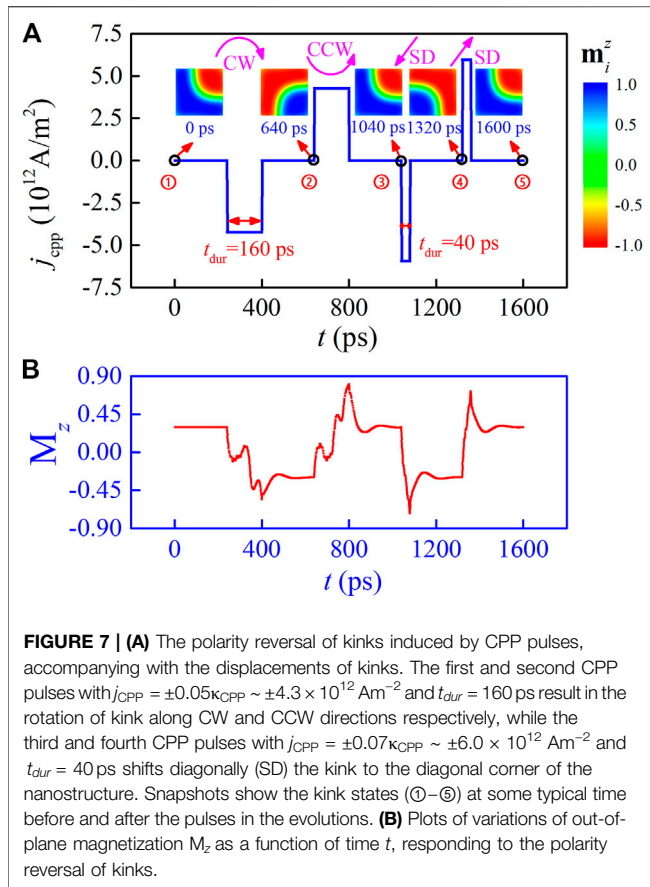 A
7.5
5.0
2.5
0.0
-2.5
-5.0
-7.5
j_cpp (10^12 A/m^2)
CW
CCW
SD
SD
0 ps
640 ps
1040 ps
1320 ps
1600 ps
①
②
③
④
⑤
t_dur=160 ps
t_dur=40 ps
0
400
800
1200
1600
t (ps)
m_i^z
1.0
0.5
0.0
-0.5
-1.0
B
0.90
0.45
0.00
-0.45
-0.90
M_z
0
400
800
1200
1600
t (ps)
FIGURE 7 | (A) The polarity reversal of kinks induced by CPP pulses,
accompanying with the displacements of kinks. The first and second CPP
pulses with j_CPP = ±0.05κ_CPP ~ ±4.3 × 10^12 Am^−2 and t_dur = 160 ps result in the
rotation of kink along CW and CCW directions respectively, while the
third and fourth CPP pulses with j_CPP = ±0.07κ_CPP ~ ±6.0 × 10^12 Am^−2 and
t_dur = 40 ps shifts diagonally (SD) the kink to the diagonal corner of the
nanostructure. Snapshots show the kink states (①–⑤) at some typical time
before and after the pulses in the evolutions. (B) Plots of variations of out-of-
plane magnetization M_z as a function of time t, responding to the polarity
reversal of kinks.